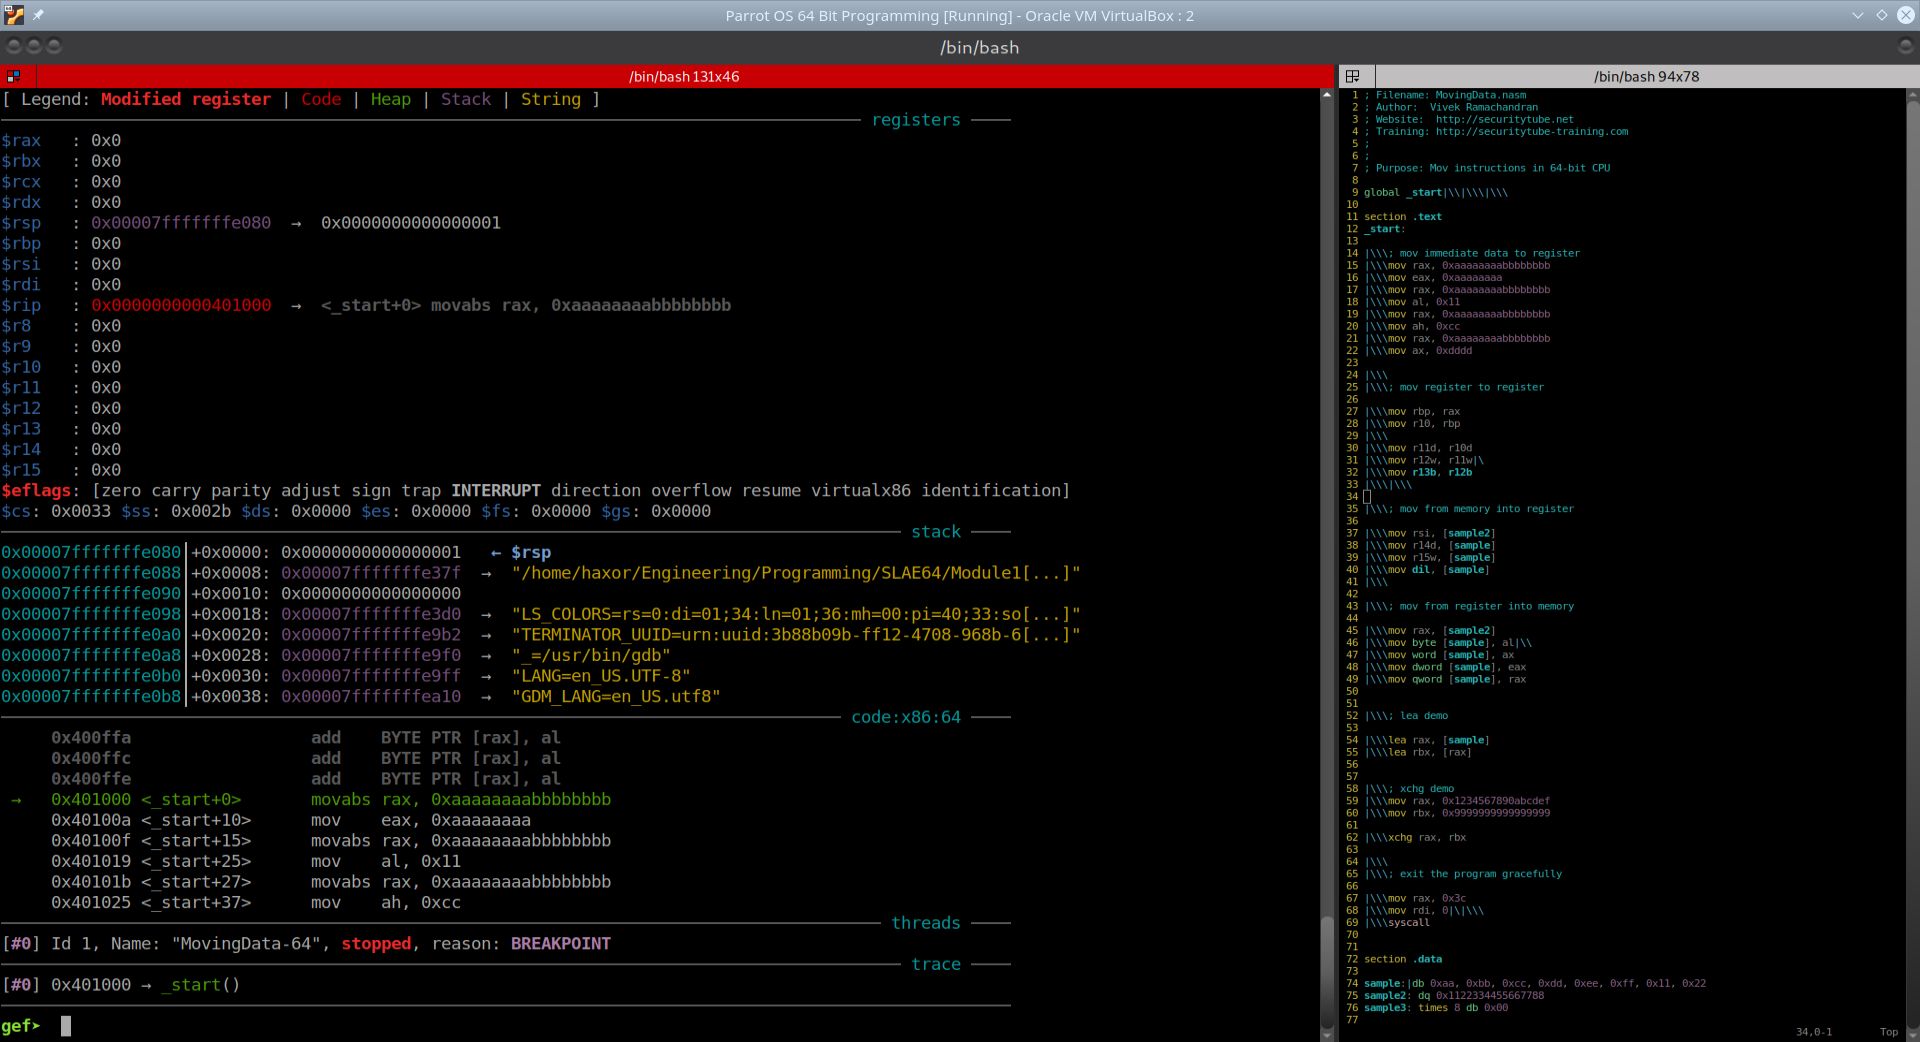 Parrot OS 64 Bit Programming [Running] - Oracle VM VirtualBox : 2
/bin/bash
/bin/bash 131x46
[ Legend: Modified register | Code | Heap | Stack | String ]
registers
$rax   : 0x0
$rbx   : 0x0
$rcx   : 0x0
$rdx   : 0x0
$rsp   : 0x00007fffffffe080  →  0x0000000000000001
$rbp   : 0x0
$rsi   : 0x0
$rdi   : 0x0
$rip   : 0x0000000000401000  →  <_start+0> movabs rax, 0xaaaaaaaabbbbbbbb
$r8    : 0x0
$r9    : 0x0
$r10   : 0x0
$r11   : 0x0
$r12   : 0x0
$r13   : 0x0
$r14   : 0x0
$r15   : 0x0
$eflags: [zero carry parity adjust sign trap INTERRUPT direction overflow resume virtualx86 identification]
$cs: 0x0033 $ss: 0x002b $ds: 0x0000 $es: 0x0000 $fs: 0x0000 $gs: 0x0000
stack
0x00007fffffffe080│+0x0000: 0x0000000000000001   ← $rsp
0x00007fffffffe088│+0x0008: 0x00007fffffffe37f  →  "/home/haxor/Engineering/Programming/SLAE64/Module1[...]"
0x00007fffffffe090│+0x0010: 0x0000000000000000
0x00007fffffffe098│+0x0018: 0x00007fffffffe3d0  →  "LS_COLORS=rs=0:di=01;34:ln=01;36:mh=00:pi=40;33:so[...]"
0x00007fffffffe0a0│+0x0020: 0x00007fffffffe9b2  →  "TERMINATOR_UUID=urn:uuid:3b88b09b-ff12-4708-968b-6[...]"
0x00007fffffffe0a8│+0x0028: 0x00007fffffffe9f0  →  "_=/usr/bin/gdb"
0x00007fffffffe0b0│+0x0030: 0x00007fffffffe9ff  →  "LANG=en_US.UTF-8"
0x00007fffffffe0b8│+0x0038: 0x00007fffffffea10  →  "GDM_LANG=en_US.utf8"
code:x86:64
0x400ffa                  add    BYTE PTR [rax], al
0x400ffc                  add    BYTE PTR [rax], al
0x400ffe                  add    BYTE PTR [rax], al
→   0x401000 <_start+0>       movabs rax, 0xaaaaaaaabbbbbbbb
0x40100a <_start+10>      mov    eax, 0xaaaaaaaa
0x40100f <_start+15>      movabs rax, 0xaaaaaaaabbbbbbbb
0x401019 <_start+25>      mov    al, 0x11
0x40101b <_start+27>      movabs rax, 0xaaaaaaaabbbbbbbb
0x401025 <_start+37>      mov    ah, 0xcc
threads
[#0] Id 1, Name: "MovingData-64", stopped, reason: BREAKPOINT
trace
[#0] 0x401000 → _start()
gef➤
/bin/bash 94x78
1 ; Filename: MovingData.nasm
2 ; Author:  Vivek Ramachandran
3 ; Website:  http://securitytube.net
4 ; Training: http://securitytube-training.com
5 ;
6 ;
7 ; Purpose: Mov instructions in 64-bit CPU
8
9 global _start|\\|\\\|\\\
10
11 section .text
12 _start:
13
14 |\\\; mov immediate data to register
15 |\\\mov rax, 0xaaaaaaaabbbbbbbb
16 |\\\mov eax, 0xaaaaaaaa
17 |\\\mov rax, 0xaaaaaaaabbbbbbbb
18 |\\\mov al, 0x11
19 |\\\mov rax, 0xaaaaaaaabbbbbbbb
20 |\\\mov ah, 0xcc
21 |\\\mov rax, 0xaaaaaaaabbbbbbbb
22 |\\\mov ax, 0xdddd
23
24 |\\\
25 |\\\; mov register to register
26
27 |\\\mov rbp, rax
28 |\\\mov r10, rbp
29 |\\\
30 |\\\mov r11d, r10d
31 |\\\mov r12w, r11w|\
32 |\\\mov r13b, r12b
33 |\\\|\\\
34
35 |\\\; mov from memory into register
36
37 |\\\mov rsi, [sample2]
38 |\\\mov r14d, [sample]
39 |\\\mov r15w, [sample]
40 |\\\mov dil, [sample]
41 |\\\
42
43 |\\\; mov from register into memory
44
45 |\\\mov rax, [sample2]
46 |\\\mov byte [sample], al|\\
47 |\\\mov word [sample], ax
48 |\\\mov dword [sample], eax
49 |\\\mov qword [sample], rax
50
51
52 |\\\; lea demo
53
54 |\\\lea rax, [sample]
55 |\\\lea rbx, [rax]
56
57
58 |\\\; xchg demo
59 |\\\mov rax, 0x1234567890abcdef
60 |\\\mov rbx, 0x9999999999999999
61
62 |\\\xchg rax, rbx
63
64 |\\\
65 |\\\; exit the program gracefully
66
67 |\\\mov rax, 0x3c
68 |\\\mov rdi, 0|\|\\\
69 |\\\syscall
70
71
72 section .data
73
74 sample:|db 0xaa, 0xbb, 0xcc, 0xdd, 0xee, 0xff, 0x11, 0x22
75 sample2: dq 0x1122334455667788
76 sample3: times 8 db 0x00
77
34,0-1 Top